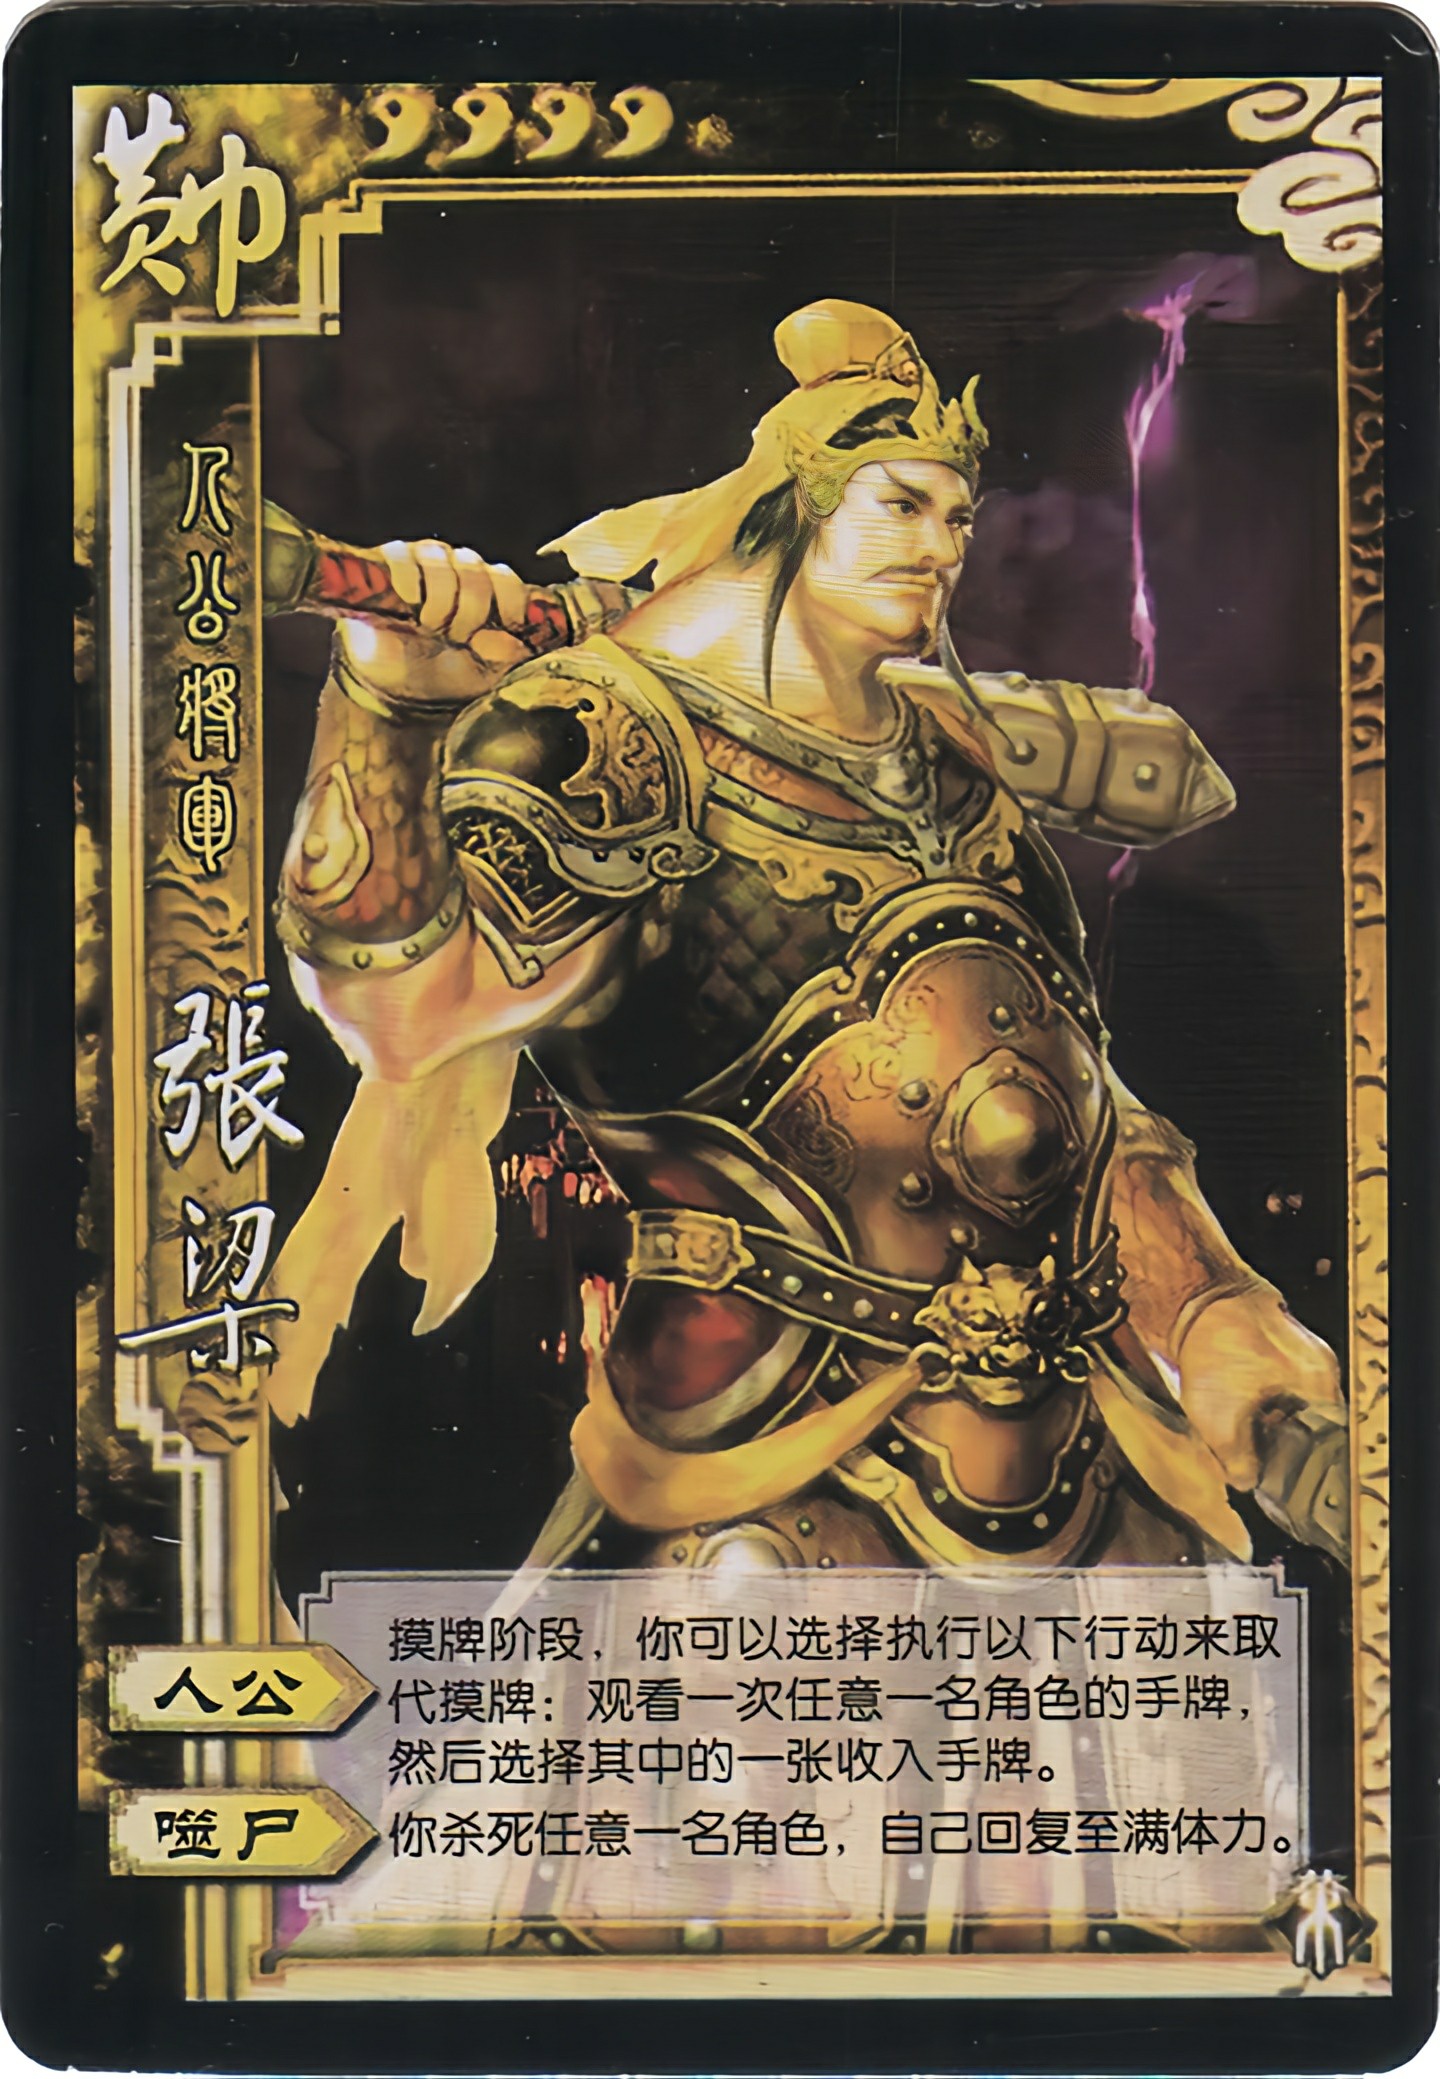 黄帅
人公將軍
張梁
人公
摸牌阶段，你可以选择执行以下行动来取
代摸牌：观看一次任意一名角色的手牌，
然后选择其中的一张收入手牌。
噬尸
你杀死任意一名角色，自己回复至满体力。